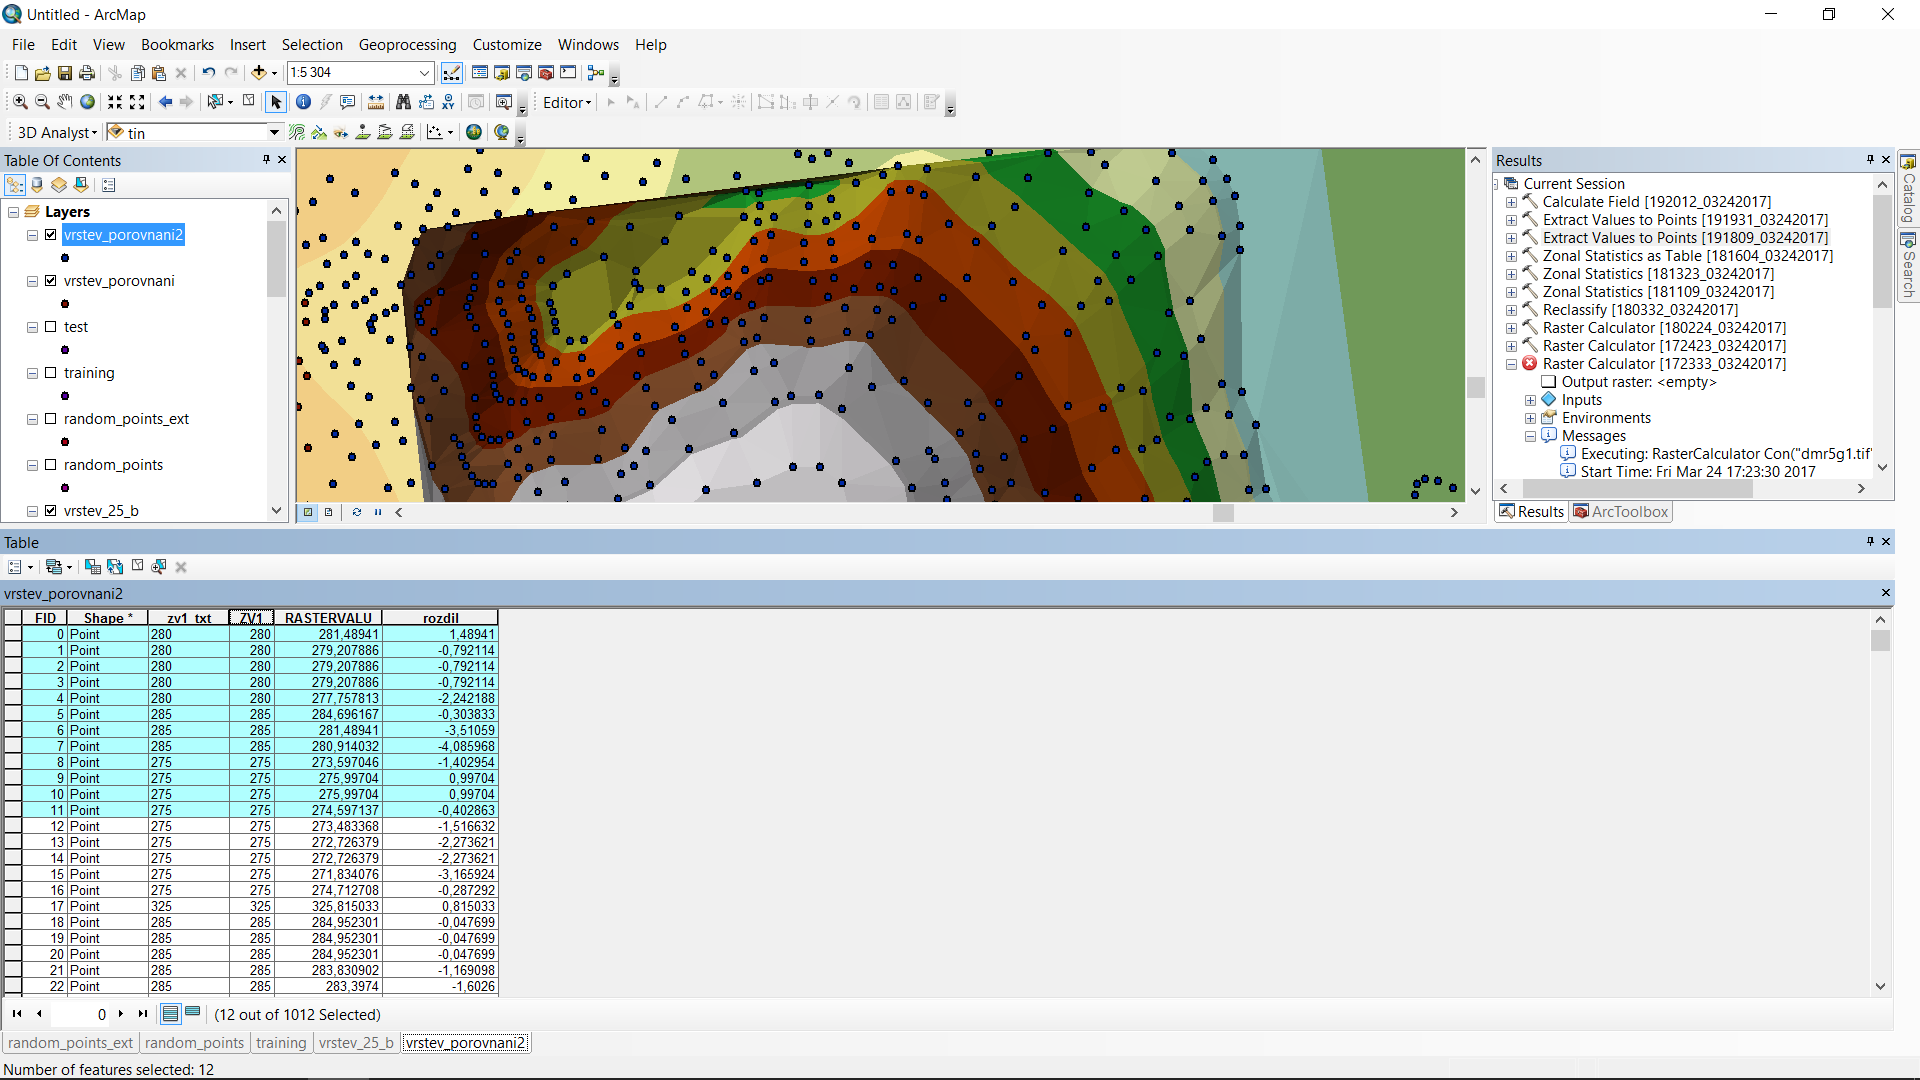 Untitled - ArcMap
File Edit View Bookmarks Insert Selection Geoprocessing Customize Windows Help
1:5 304
Editor
XY
3D Analyst tin
Table Of Contents
Layers
vrstev_porovnani2
vrstev_porovnani
test
training
random_points_ext
random_points
vrstev_25_b
Results
Current Session
Calculate Field [192012_03242017]
Extract Values to Points [191931_03242017]
Extract Values to Points [191809_03242017]
Zonal Statistics as Table [181604_03242017]
Zonal Statistics [181323_03242017]
Zonal Statistics [181109_03242017]
Reclassify [180332_03242017]
Raster Calculator [180224_03242017]
Raster Calculator [172423_03242017]
Raster Calculator [172333_03242017]
Output raster: <empty>
Inputs
Environments
Messages
Executing: RasterCalculator Con("dmr5g1.tif"
Start Time: Fri Mar 24 17:23:30 2017
Results ArcToolbox
Catalog
Search
Table
vrstev_porovnani2
FID Shape * zv1_txt ZV1 RASTERVALU rozdil
0 Point 280 280 281,48941 1,48941
1 Point 280 280 279,207886 -0,792114
2 Point 280 280 279,207886 -0,792114
3 Point 280 280 279,207886 -0,792114
4 Point 280 280 277,757813 -2,242188
5 Point 285 285 284,696167 -0,303833
6 Point 285 285 281,48941 -3,51059
7 Point 285 285 280,914032 -4,085968
8 Point 275 275 273,597046 -1,402954
9 Point 275 275 275,99704 0,99704
10 Point 275 275 275,99704 0,99704
11 Point 275 275 274,597137 -0,402863
12 Point 275 275 273,483368 -1,516632
13 Point 275 275 272,726379 -2,273621
14 Point 275 275 272,726379 -2,273621
15 Point 275 275 271,834076 -3,165924
16 Point 275 275 274,712708 -0,287292
17 Point 325 325 325,815033 0,815033
18 Point 285 285 284,952301 -0,047699
19 Point 285 285 284,952301 -0,047699
20 Point 285 285 284,952301 -0,047699
21 Point 285 285 283,830902 -1,169098
22 Point 285 285 283,3974 -1,6026
0 (12 out of 1012 Selected)
random_points_ext random_points training vrstev_25_b vrstev_porovnani2
Number of features selected: 12